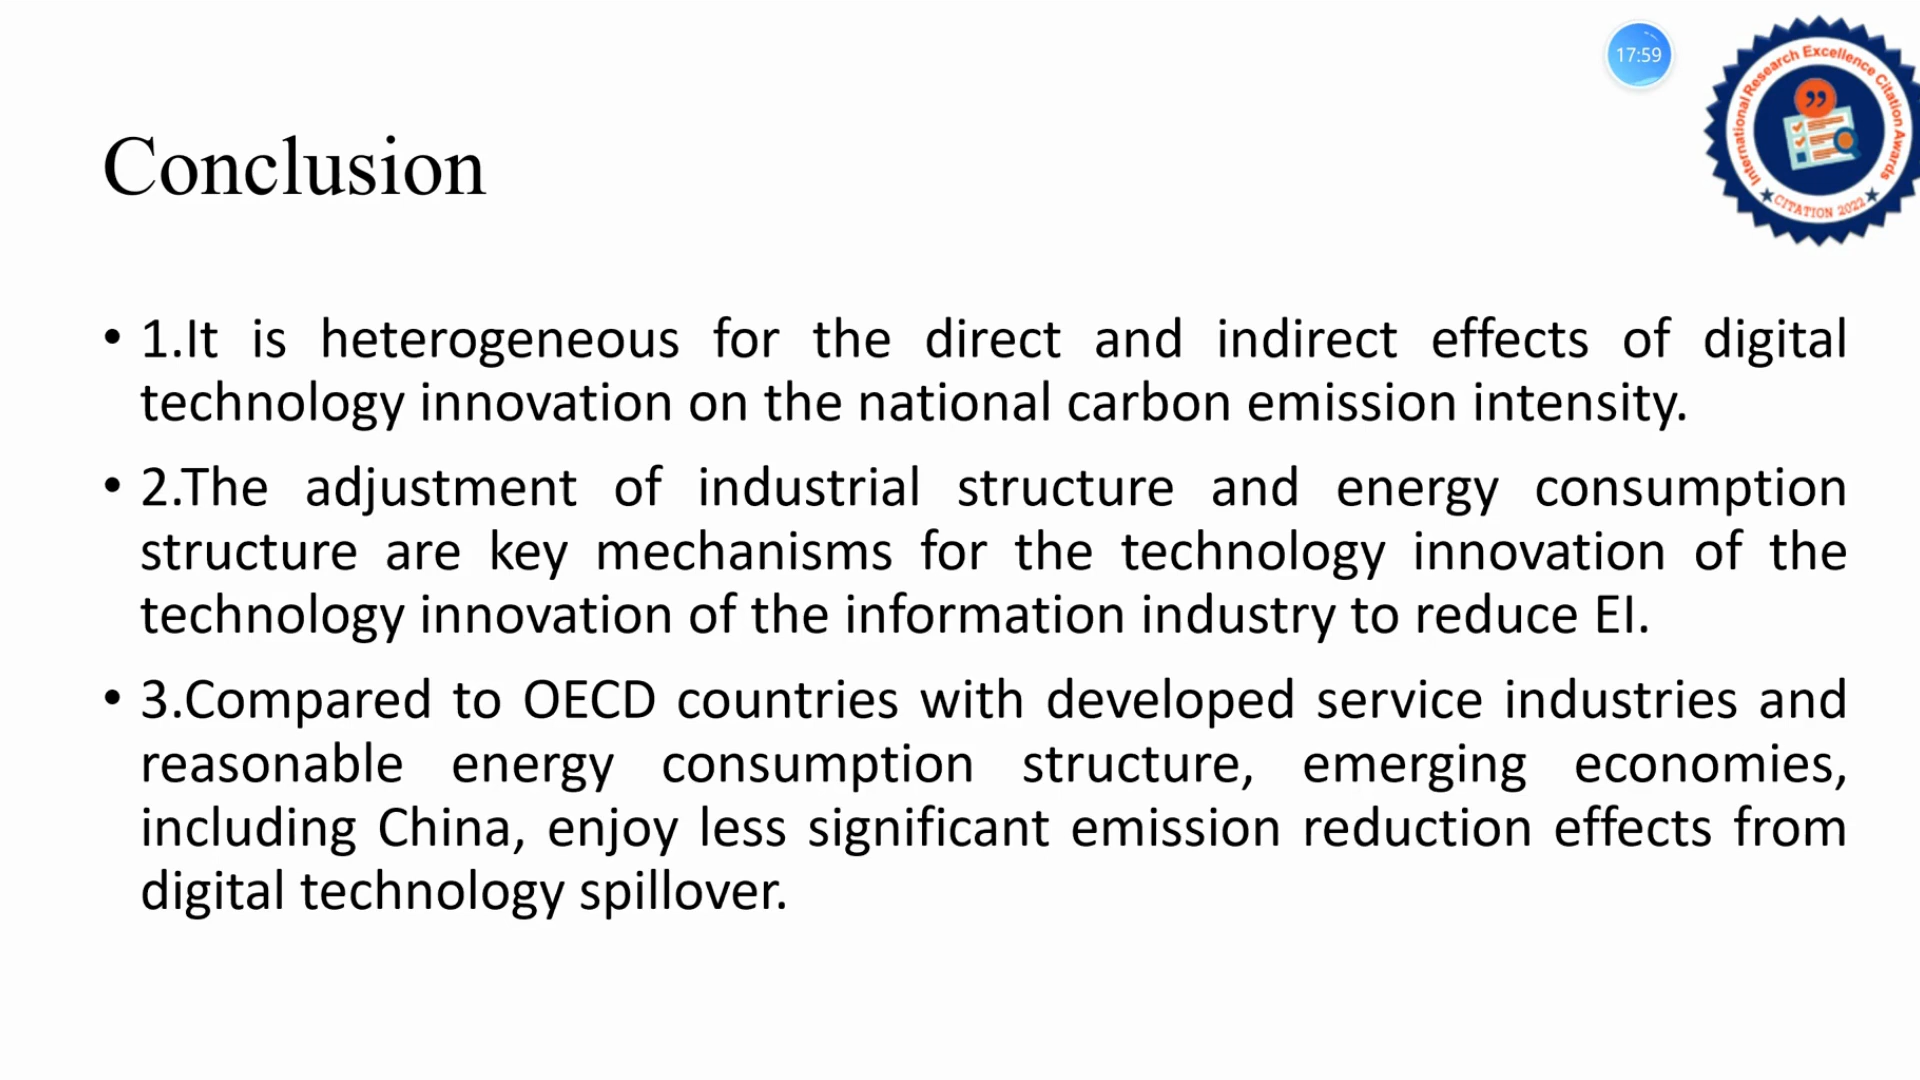 17:59
International Research Excellence Citation Awards
CITATION 2022
Conclusion
• 1.It is heterogeneous for the direct and indirect effects of digital
technology innovation on the national carbon emission intensity.
• 2.The adjustment of industrial structure and energy consumption
structure are key mechanisms for the technology innovation of the
technology innovation of the information industry to reduce EI.
• 3.Compared to OECD countries with developed service industries and
reasonable energy consumption structure, emerging economies,
including China, enjoy less significant emission reduction effects from
digital technology spillover.